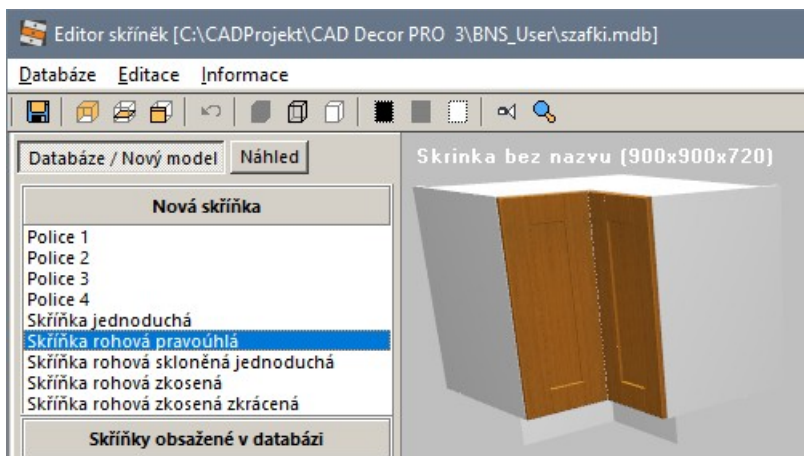 Editor skříněk [C:\CADProjekt\CAD Decor PRO 3\BNS_User\szafki.mdb]
Databáze Editace Informace
Databáze / Nový model Náhled
Skrinka bez nazvu (900x900x720)
Nová skříňka
Police 1
Police 2
Police 3
Police 4
Skříňka jednoduchá
Skříňka rohová pravoúhlá
Skříňka rohová skloněná jednoduchá
Skříňka rohová zkosená
Skříňka rohová zkosená zkrácená
Skříňky obsažené v databázi